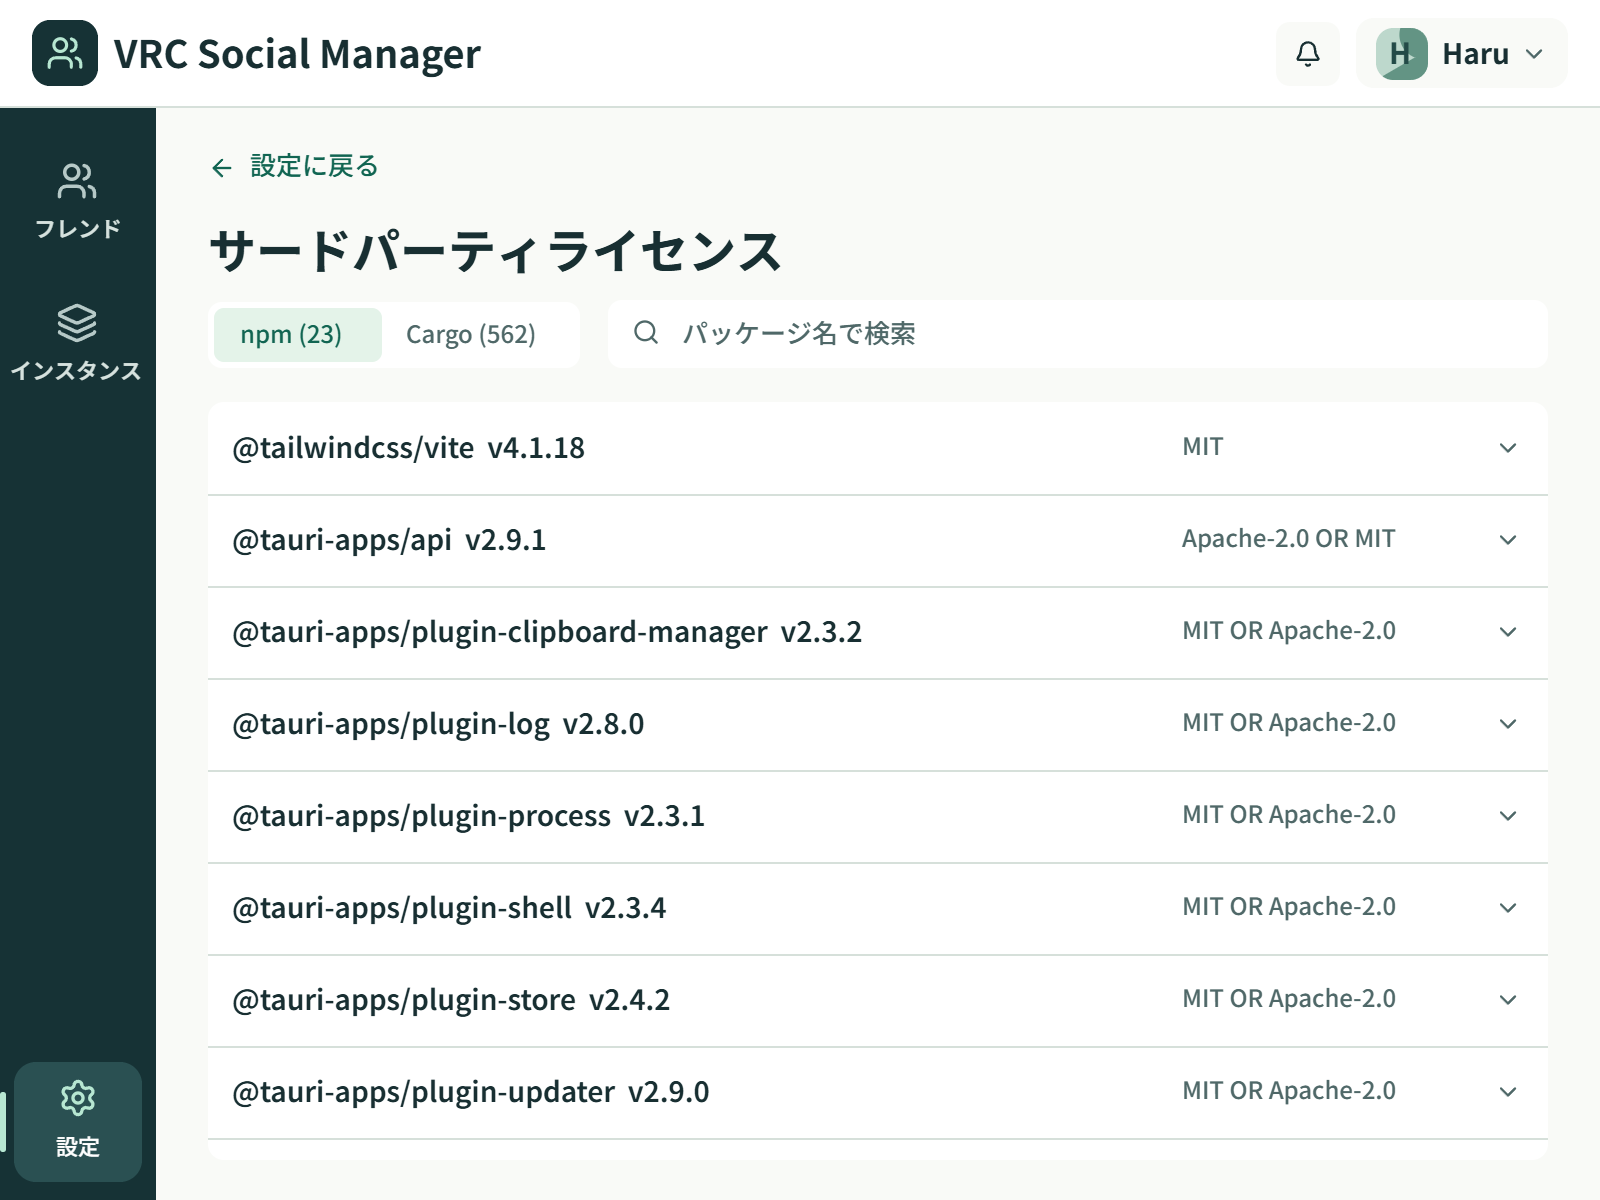 VRC Social Manager
H Haru
フレンド
インスタンス
設定
設定に戻る
サードパーティライセンス
npm (23) Cargo (562) パッケージ名で検索
@tailwindcss/vite v4.1.18 MIT
@tauri-apps/api v2.9.1 Apache-2.0 OR MIT
@tauri-apps/plugin-clipboard-manager v2.3.2 MIT OR Apache-2.0
@tauri-apps/plugin-log v2.8.0 MIT OR Apache-2.0
@tauri-apps/plugin-process v2.3.1 MIT OR Apache-2.0
@tauri-apps/plugin-shell v2.3.4 MIT OR Apache-2.0
@tauri-apps/plugin-store v2.4.2 MIT OR Apache-2.0
@tauri-apps/plugin-updater v2.9.0 MIT OR Apache-2.0